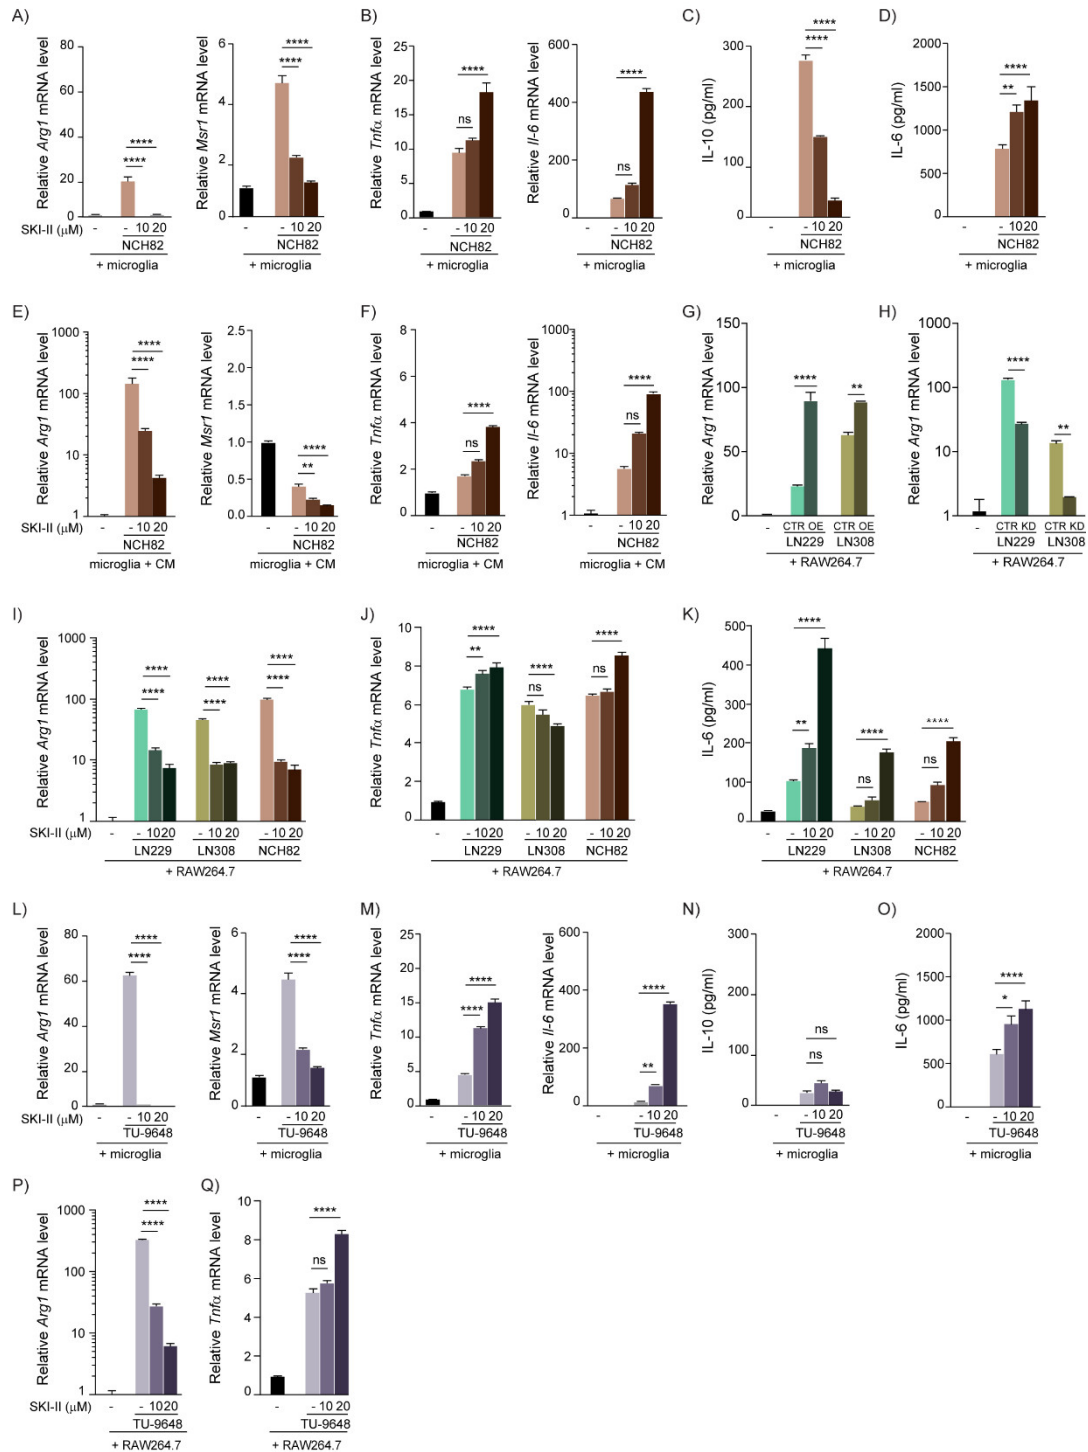 A)
Relative Arg1 mRNA level
80
60
40
20
0
****
****
SKI-II (μM)
- - 10 20
NCH82
+ microglia
Relative Msr1 mRNA level
6
4
2
0
****
****
- - 10 20
NCH82
+ microglia
B)
Relative Tnfα mRNA level
25
20
15
10
5
0
****
ns
- - 10 20
NCH82
+ microglia
Relative Il-6 mRNA level
600
400
200
0
****
ns
- - 10 20
NCH82
+ microglia
C)
IL-10 (pg/ml)
300
200
100
0
****
****
- - 10 20
NCH82
+ microglia
D)
IL-6 (pg/ml)
2000
1500
1000
500
0
****
**
- - 10 20
NCH82
+ microglia
E)
Relative Arg1 mRNA level
1000
100
10
1
****
****
SKI-II (μM)
- - 10 20
NCH82
microglia + CM
Relative Msr1 mRNA level
2.5
2.0
1.5
1.0
0.5
0.0
****
**
- - 10 20
NCH82
microglia + CM
F)
Relative Tnfα mRNA level
8
6
4
2
0
****
ns
- - 10 20
NCH82
microglia + CM
Relative Il-6 mRNA level
1000
100
10
1
****
ns
- - 10 20
NCH82
microglia + CM
G)
Relative Arg1 mRNA level
150
100
50
0
****
**
- CTR OE CTR OE
LN229 LN308
+ RAW264.7
H)
Relative Arg1 mRNA level
1000
100
10
1
****
**
- CTR KD CTR KD
LN229 LN308
+ RAW264.7
I)
Relative Arg1 mRNA level
1000
100
10
1
**** **** ****
**** **** ****
SKI-II (μM)
- - 10 20 - 10 20 - 10 20
LN229 LN308 NCH82
+ RAW264.7
J)
Relative Tnfα mRNA level
10
8
6
4
2
0
**** **** ****
** ns ns
- - 10 20 - 10 20 - 10 20
LN229 LN308 NCH82
+ RAW264.7
K)
IL-6 (pg/ml)
500
400
300
200
100
0
**** **** ****
** ns ns
- - 10 20 - 10 20 - 10 20
LN229 LN308 NCH82
+ RAW264.7
L)
Relative Arg1 mRNA level
80
60
40
20
0
****
****
SKI-II (μM)
- - 10 20
TU-9648
+ microglia
Relative Msr1 mRNA level
6
4
2
0
****
****
- - 10 20
TU-9648
+ microglia
M)
Relative Tnfα mRNA level
25
20
15
10
5
0
****
****
- - 10 20
TU-9648
+ microglia
Relative Il-6 mRNA level
600
400
200
0
****
**
- - 10 20
TU-9648
+ microglia
N)
IL-10 (pg/ml)
300
200
100
0
ns
ns
- - 10 20
TU-9648
+ microglia
O)
IL-6 (pg/ml)
2000
1500
1000
500
0
****
*
- - 10 20
TU-9648
+ microglia
P)
Relative Arg1 mRNA level
1000
100
10
1
****
****
SKI-II (μM)
- - 10 20
TU-9648
+ RAW264.7
Q)
Relative Tnfα mRNA level
10
8
6
4
2
0
****
ns
- - 10 20
TU-9648
+ RAW264.7